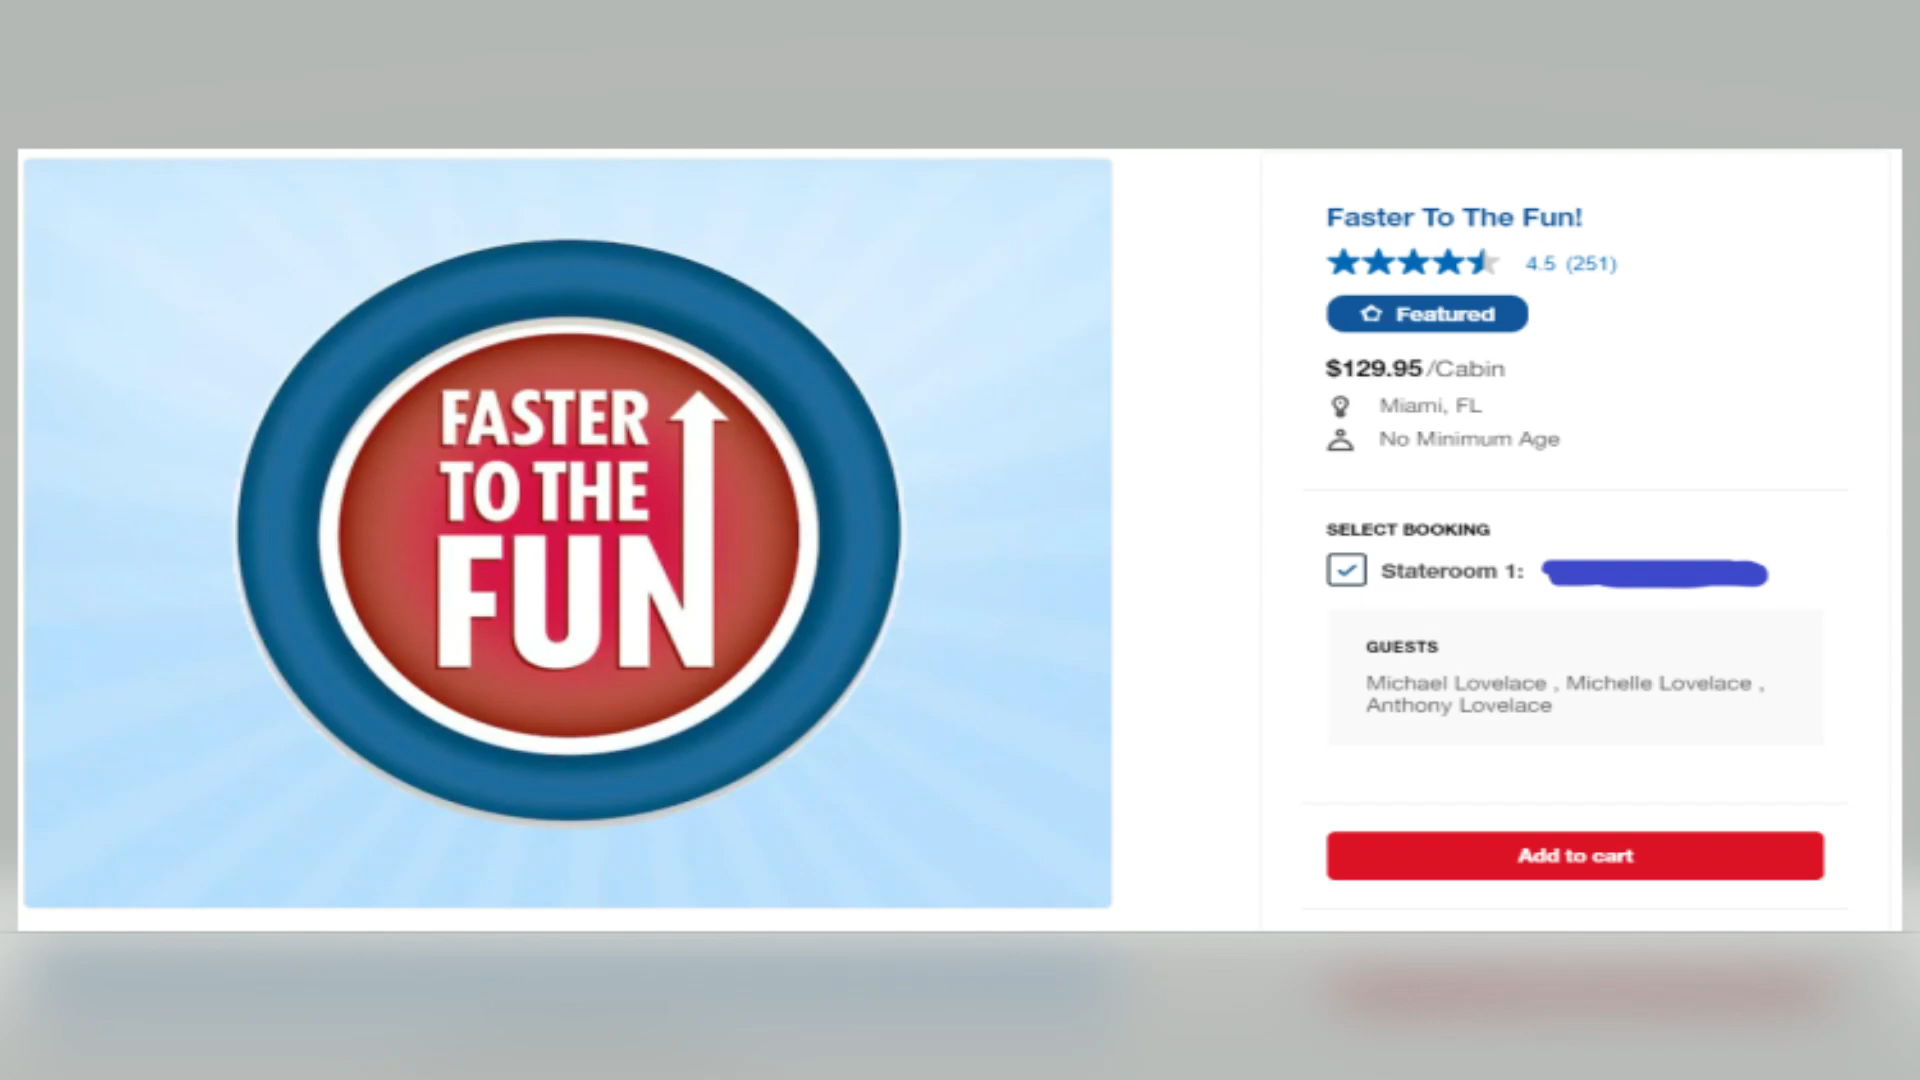 FASTER
TO THE
FUN
Faster To The Fun!
4.5 (251)
Featured
$129.95/Cabin
Miami, FL
No Minimum Age
SELECT BOOKING
Stateroom 1:
GUESTS
Michael Lovelace , Michelle Lovelace ,
Anthony Lovelace
Add to cart